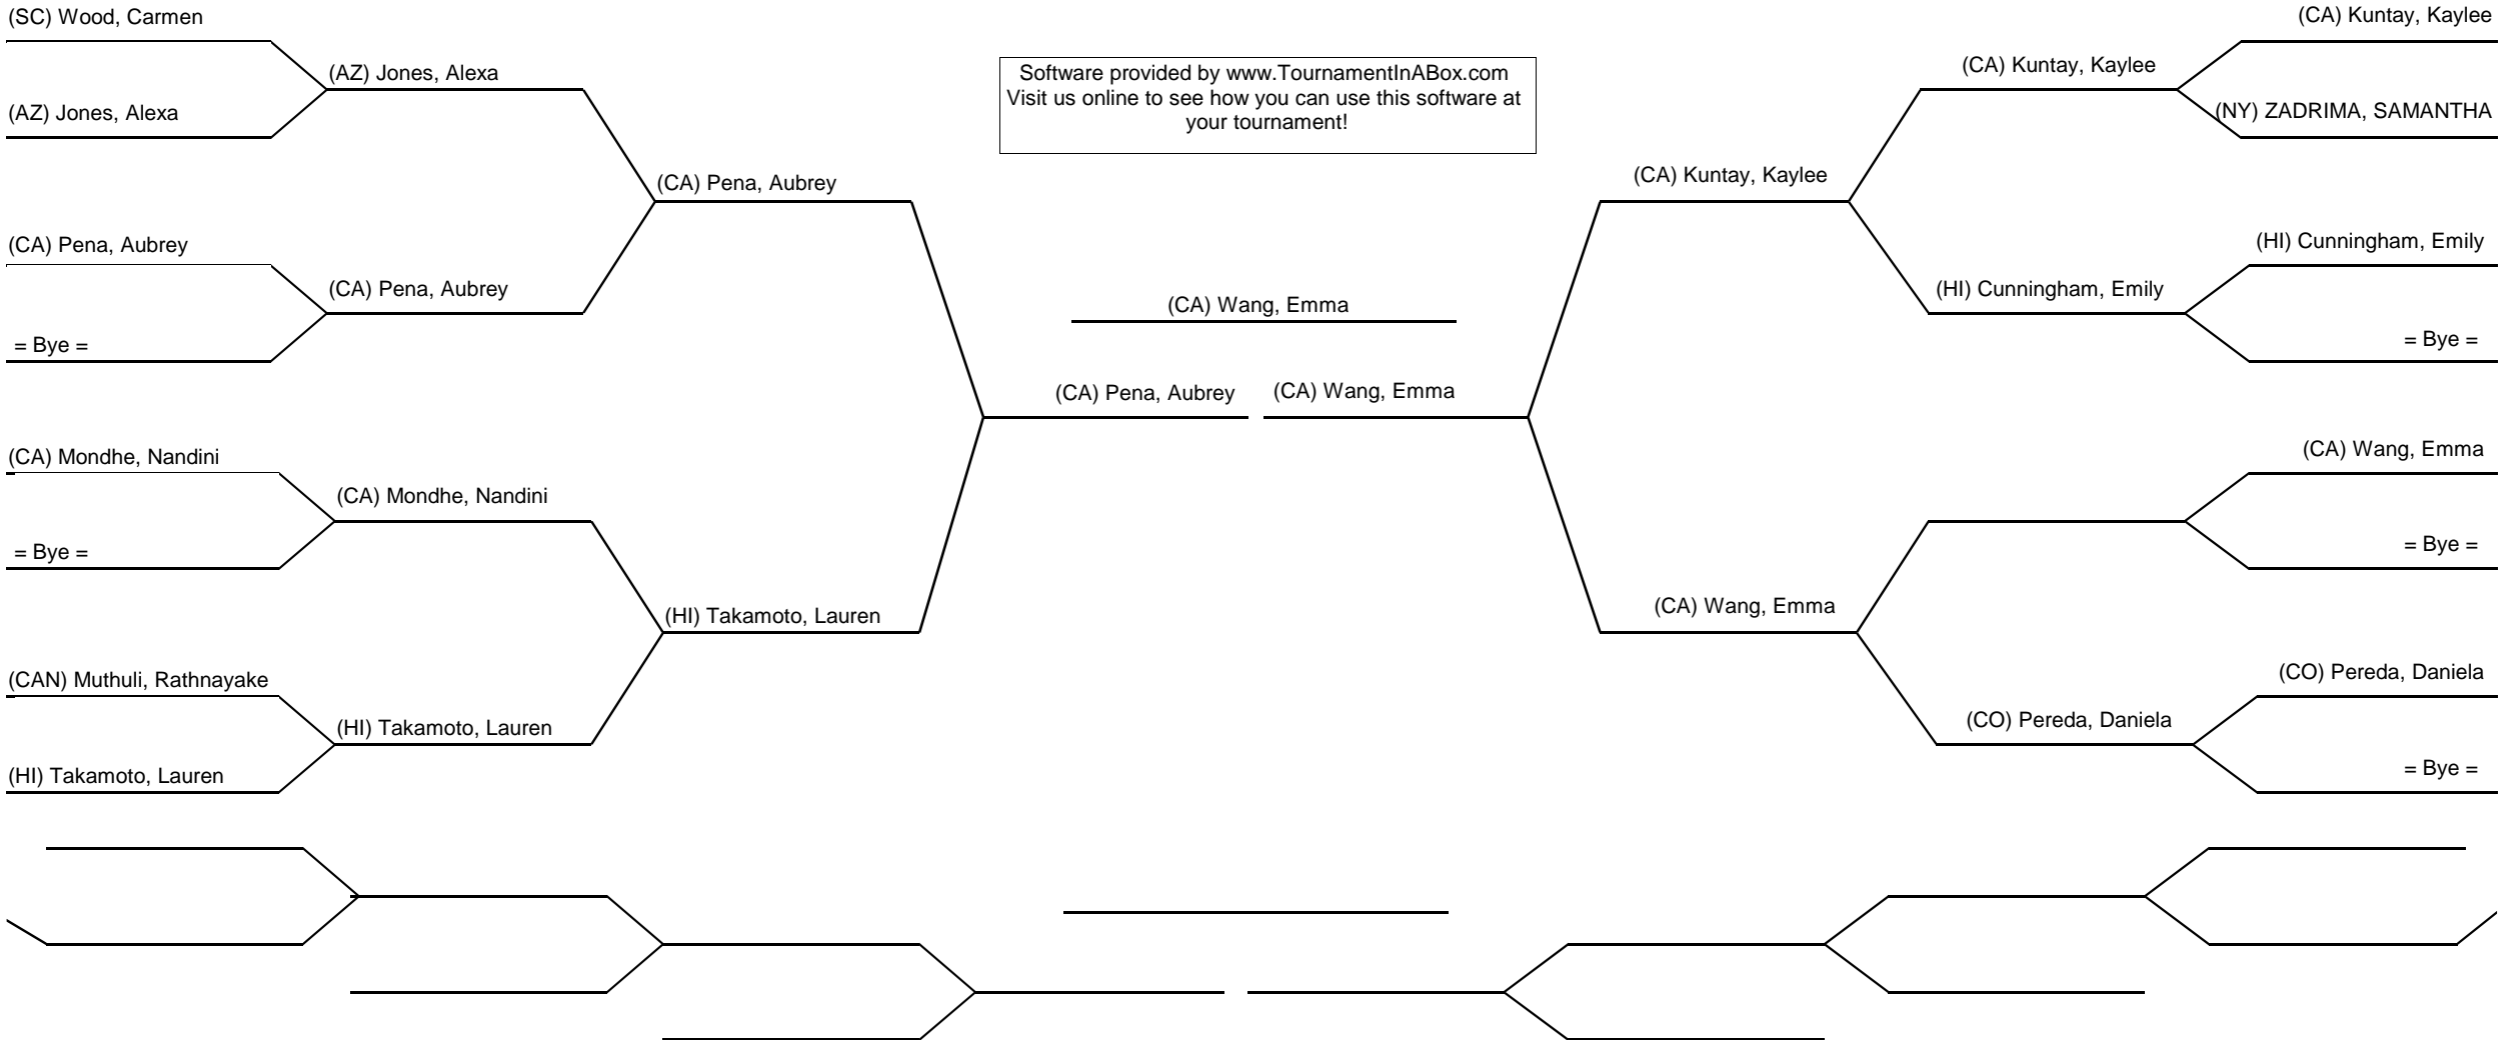 (SC) Wood, Carmen
(AZ) Jones, Alexa
(AZ) Jones, Alexa
(CA) Pena, Aubrey
(CA) Pena, Aubrey
(CA) Pena, Aubrey
= Bye =
(CA) Mondhe, Nandini
(CA) Mondhe, Nandini
= Bye =
(HI) Takamoto, Lauren
(CAN) Muthuli, Rathnayake
(HI) Takamoto, Lauren
(HI) Takamoto, Lauren
Software provided by www.TournamentInABox.com
Visit us online to see how you can use this software at
your tournament!
(CA) Wang, Emma
(CA) Pena, Aubrey
(CA) Wang, Emma
(CA) Kuntay, Kaylee
(CA) Kuntay, Kaylee
(NY) ZADRIMA, SAMANTHA
(CA) Kuntay, Kaylee
(HI) Cunningham, Emily
(HI) Cunningham, Emily
= Bye =
(CA) Wang, Emma
= Bye =
(CA) Wang, Emma
(CO) Pereda, Daniela
(CO) Pereda, Daniela
= Bye =